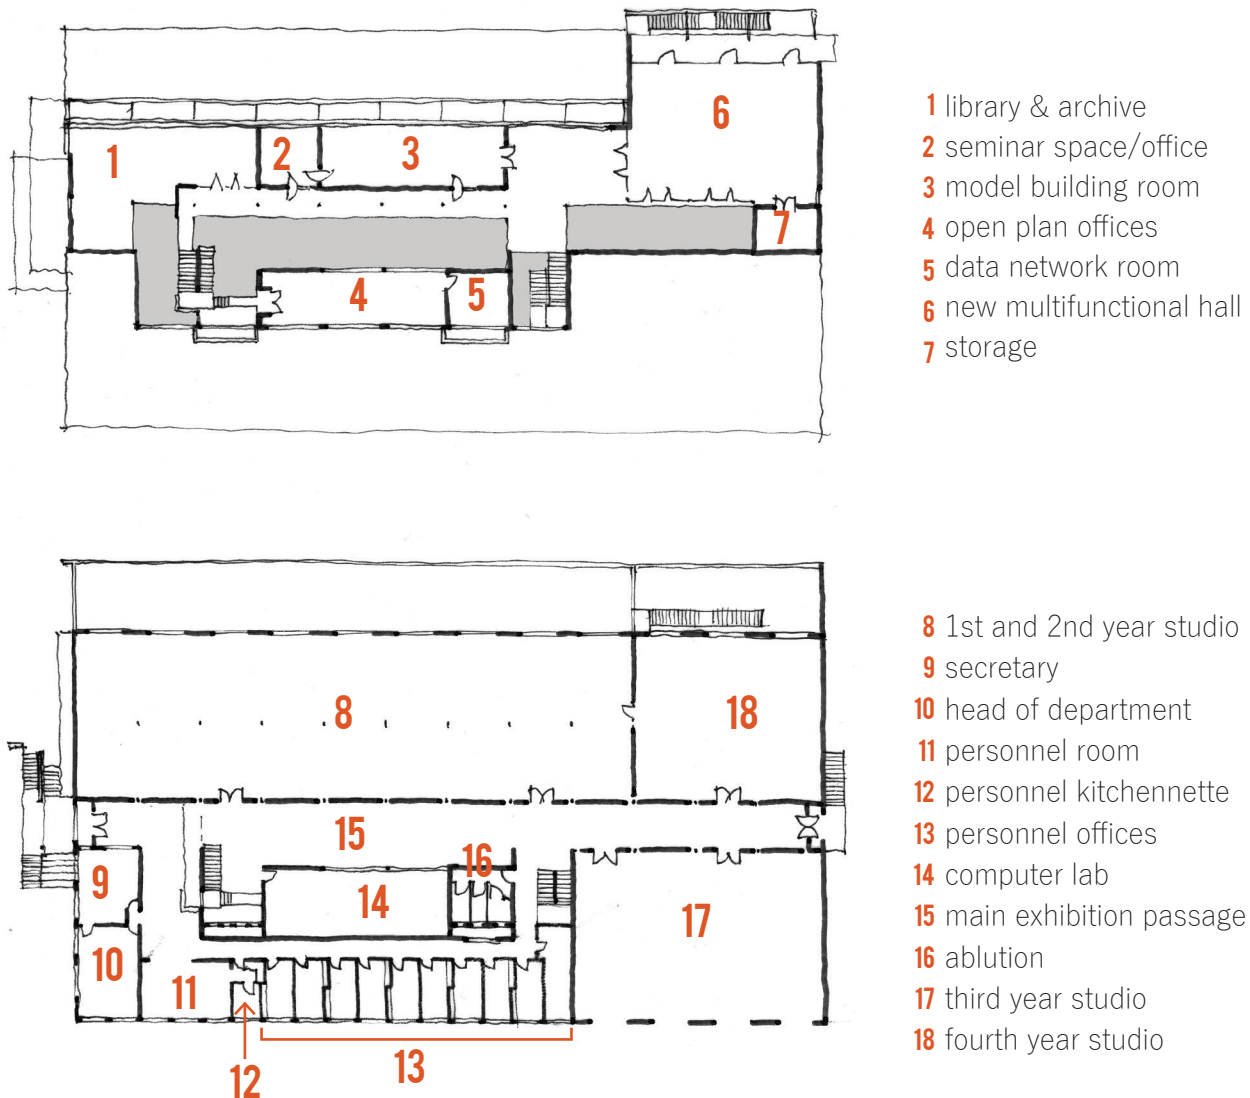 6
1
2
3
7
4
5
1 library & archive
2 seminar space/office
3 model building room
4 open plan offices
5 data network room
6 new multifunctional hall
7 storage
8
18
15
16
9
14
17
10
11
12
13
8 1st and 2nd year studio
9 secretary
10 head of department
11 personnel room
12 personnel kitchennette
13 personnel offices
14 computer lab
15 main exhibition passage
16 ablution
17 third year studio
18 fourth year studio